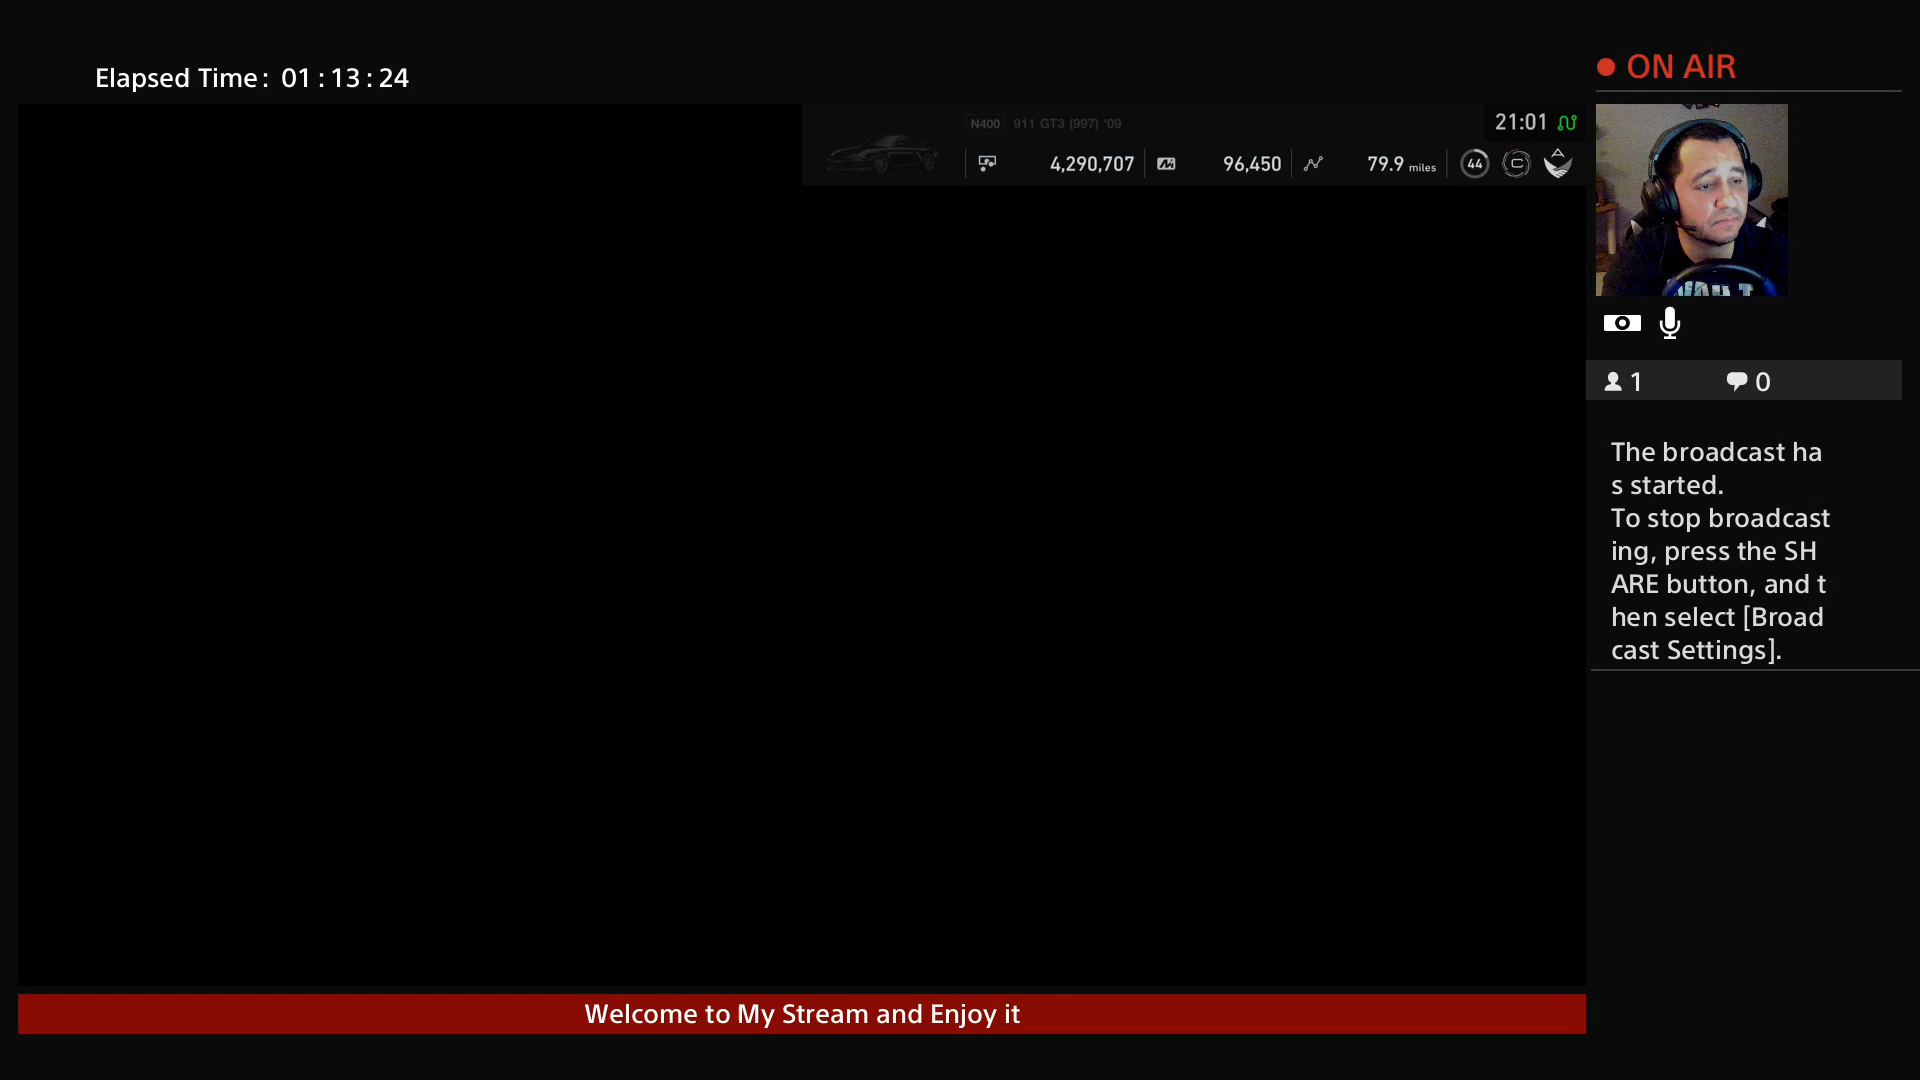 Elapsed Time: 01:13:24
ON AIR
N400 911 GT3 (997) '09
21:01
4,290,707 96,450 79.9 miles 44 C A
1 0
The broadcast ha
s started.
To stop broadcast
ing, press the SH
ARE button, and t
hen select [Broad
cast Settings].
Welcome to My Stream and Enjoy it